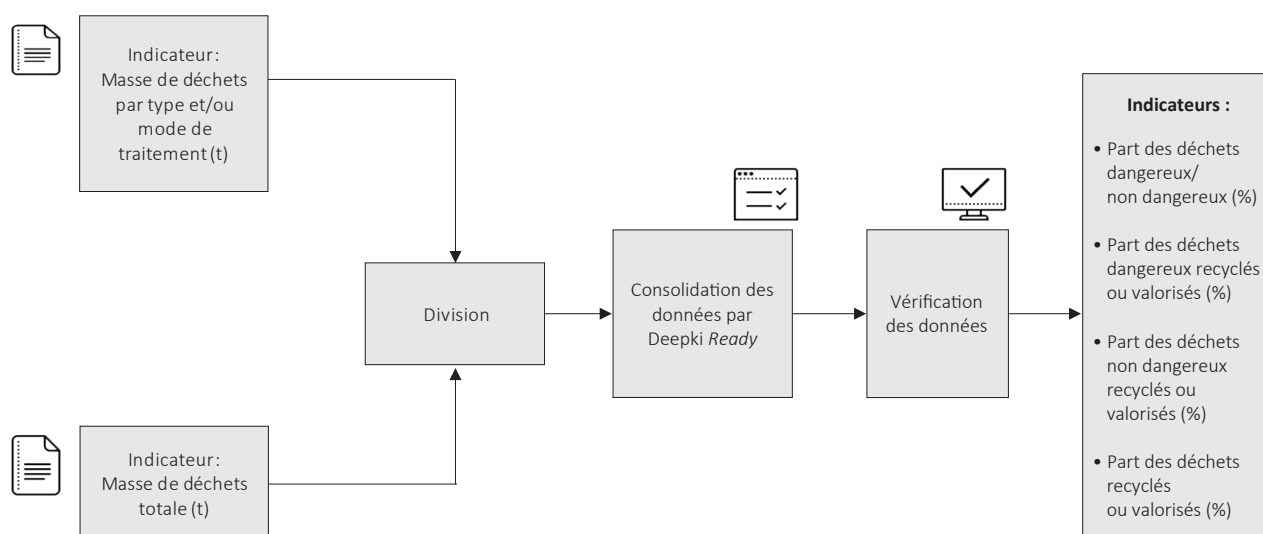 Indicateur :
Masse de déchets
par type et/ou
mode de
traitement (t)
Indicateur :
Masse de déchets
totale (t)
Division
Consolidation des
données par
Deepki Ready
Vérification
des données
Indicateurs :
• Part des déchets
dangereux/
non dangereux (%)
• Part des déchets
dangereux recyclés
ou valorisés (%)
• Part des déchets
non dangereux
recyclés ou
valorisés (%)
• Part des déchets
recyclés
ou valorisés (%)